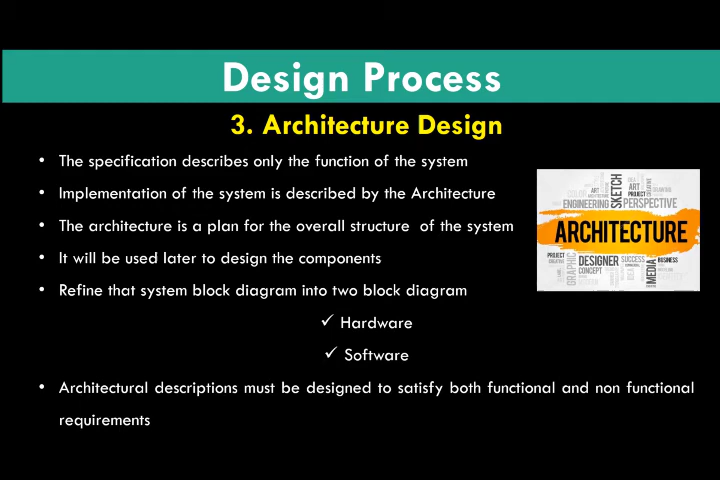 Design Process
3. Architecture Design
• The specification describes only the function of the system
• Implementation of the system is described by the Architecture
• The architecture is a plan for the overall structure of the system
• It will be used later to design the components
• Refine that system block diagram into two block diagram
✓ Hardware
✓ Software
• Architectural descriptions must be designed to satisfy both functional and non functional
requirements
SKETCH
ART
ART
PROJECT
ENGINEERING
PERSPECTIVE
ARCHITECTURE
PROJECT
GRAPHIC
DESIGNER
SUCCESS
MEDIA
BUSINESS
CONCEPT